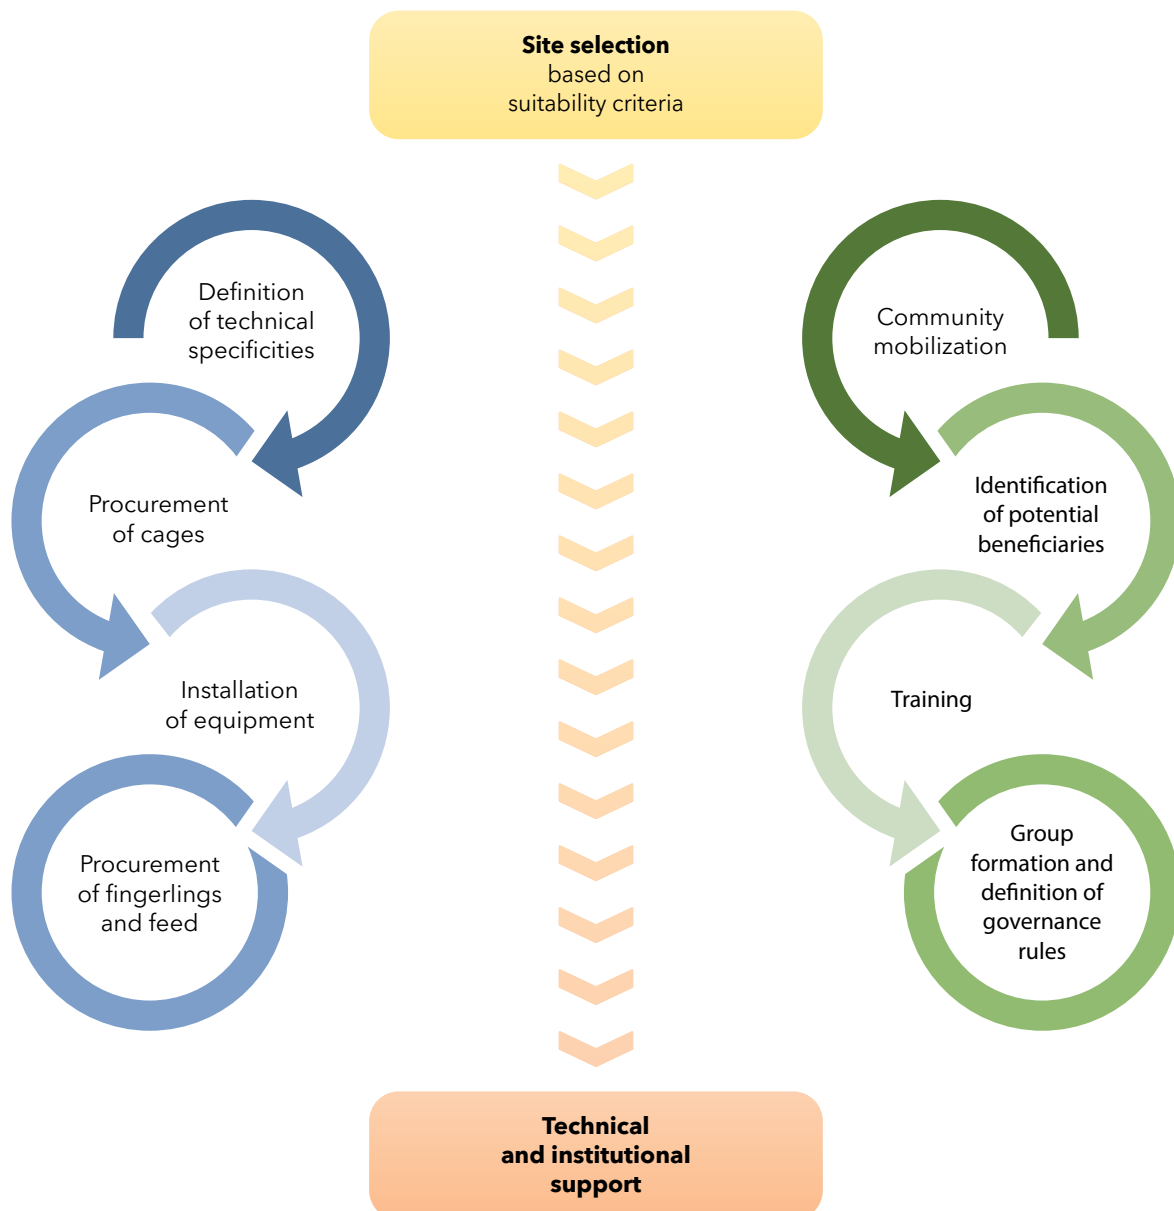 Site selection
based on
suitability criteria
Definition
of technical
specificities
Procurement
of cages
Installation
of equipment
Procurement
of fingerlings
and feed
Community
mobilization
Identification
of potential
beneficiaries
Training
Group
formation and
definition of
governance
rules
Technical
and institutional
support